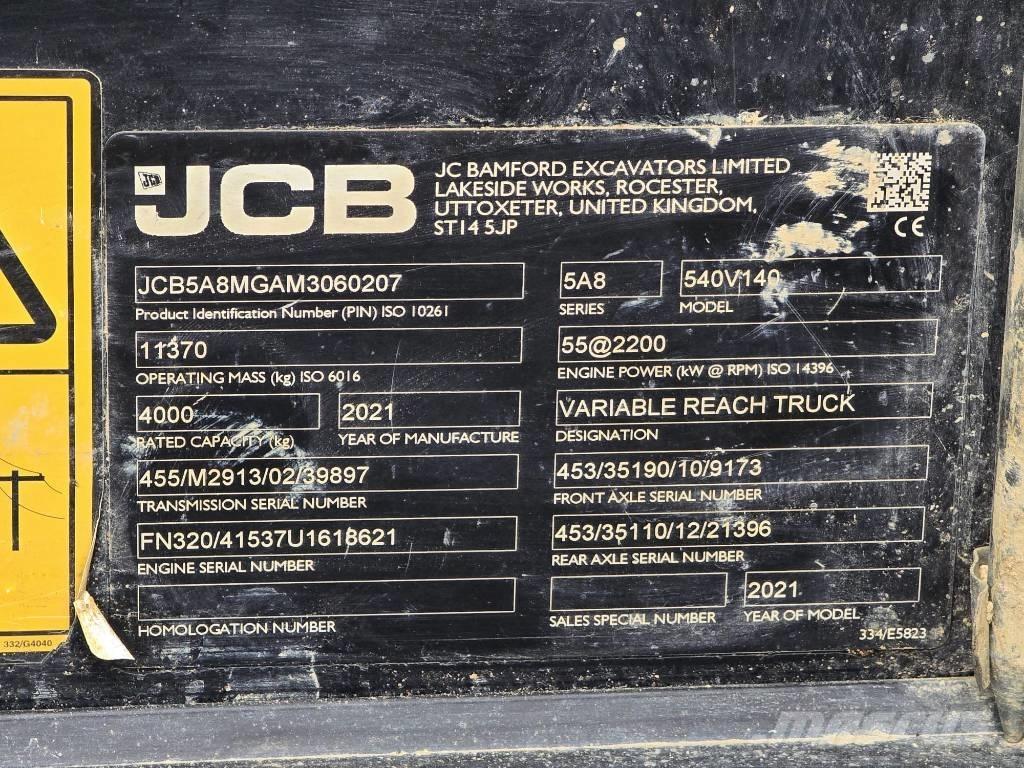 JCB
JCB
JC BAMFORD EXCAVATORS LIMITED
LAKESIDE WORKS, ROCESTER,
UTTOXETER, UNITED KINGDOM,
ST14 5JP
CE
JCB5A8MGAM3060207
Product Identification Number (PIN) ISO 10261
5A8
SERIES
540V140
MODEL
11370
OPERATING MASS (kg) ISO 6016
55@2200
ENGINE POWER (kW @ RPM) ISO 14396
4000
RATED CAPACITY (kg)
2021
YEAR OF MANUFACTURE
VARIABLE REACH TRUCK
DESIGNATION
455/M2913/02/39897
TRANSMISSION SERIAL NUMBER
453/35190/10/9173
FRONT AXLE SERIAL NUMBER
FN320/41537U1618621
ENGINE SERIAL NUMBER
453/35110/12/21396
REAR AXLE SERIAL NUMBER
HOMOLOGATION NUMBER
SALES SPECIAL NUMBER
2021
YEAR OF MODEL
334/E5823
332/G4040
MASCUS